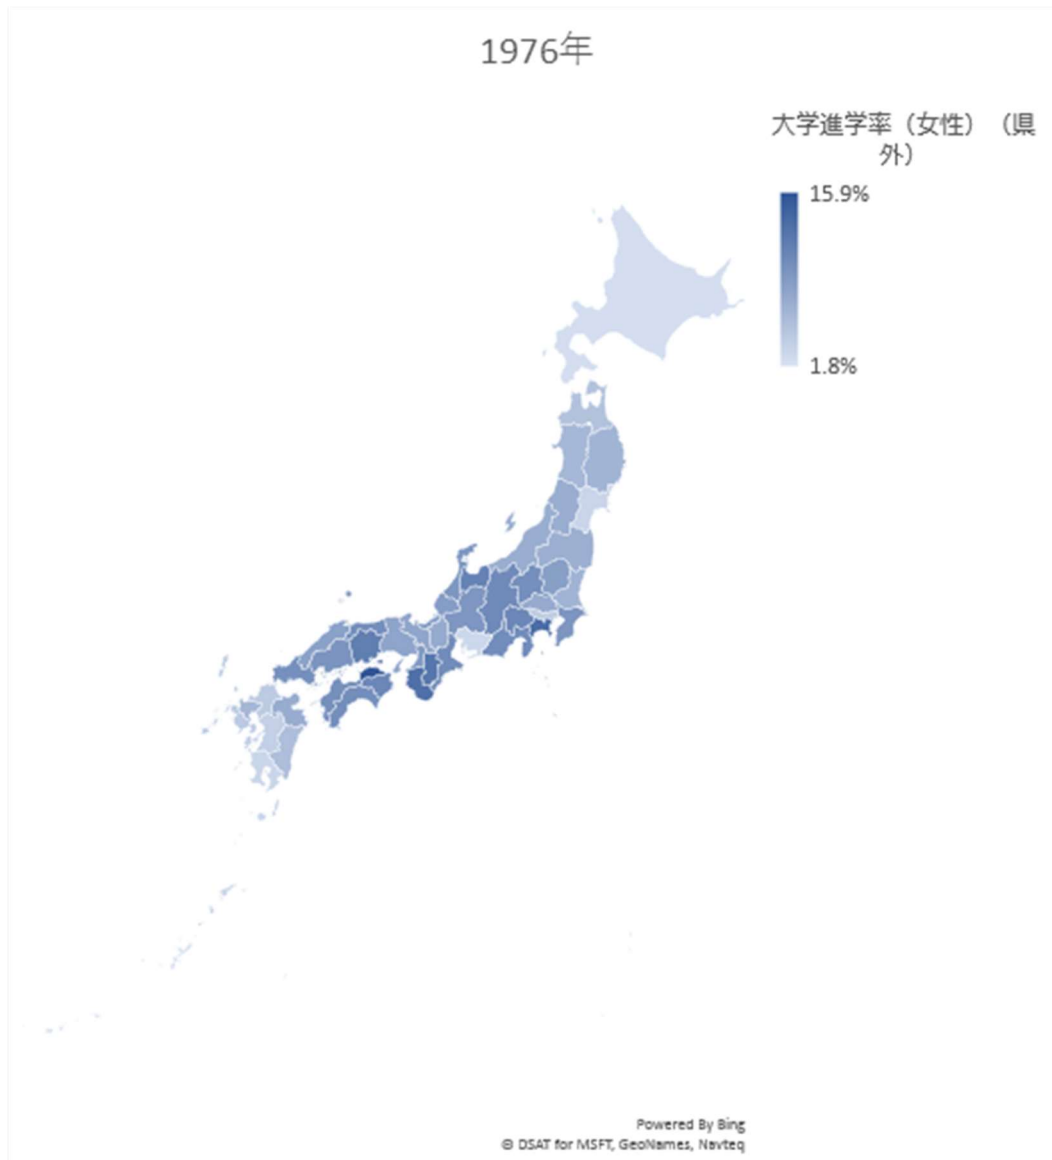 1976年
大学進学率（女性）（県
外）
15.9%
1.8%
Powered By Bing
© DSAT for MSFT, GeoNames, Navteq